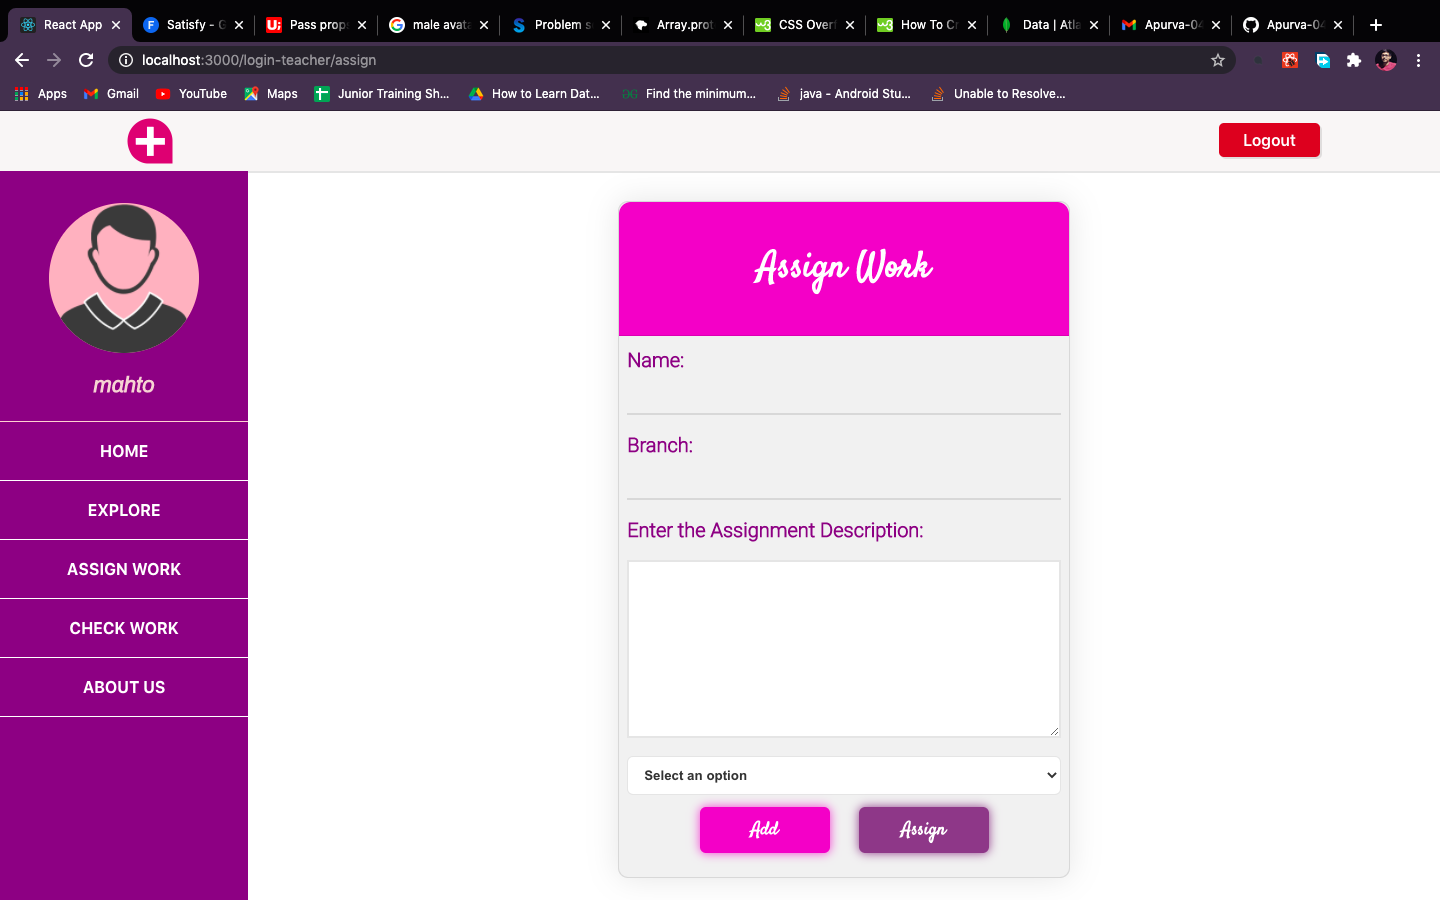 React App
Satisfy - G
Pass props
male avata
Problem s
Array.prot
CSS Overf
How To Cr
Data | Atla
Apurva-04
Apurva-04
localhost:3000/login-teacher/assign
Apps
Gmail
YouTube
Maps
Junior Training Sh...
How to Learn Dat...
Find the minimum...
java - Android Stu...
Unable to Resolve...
Logout
mahto
HOME
EXPLORE
ASSIGN WORK
CHECK WORK
ABOUT US
Assign Work
Name:
Branch:
Enter the Assignment Description:
Select an option
Add
Assign